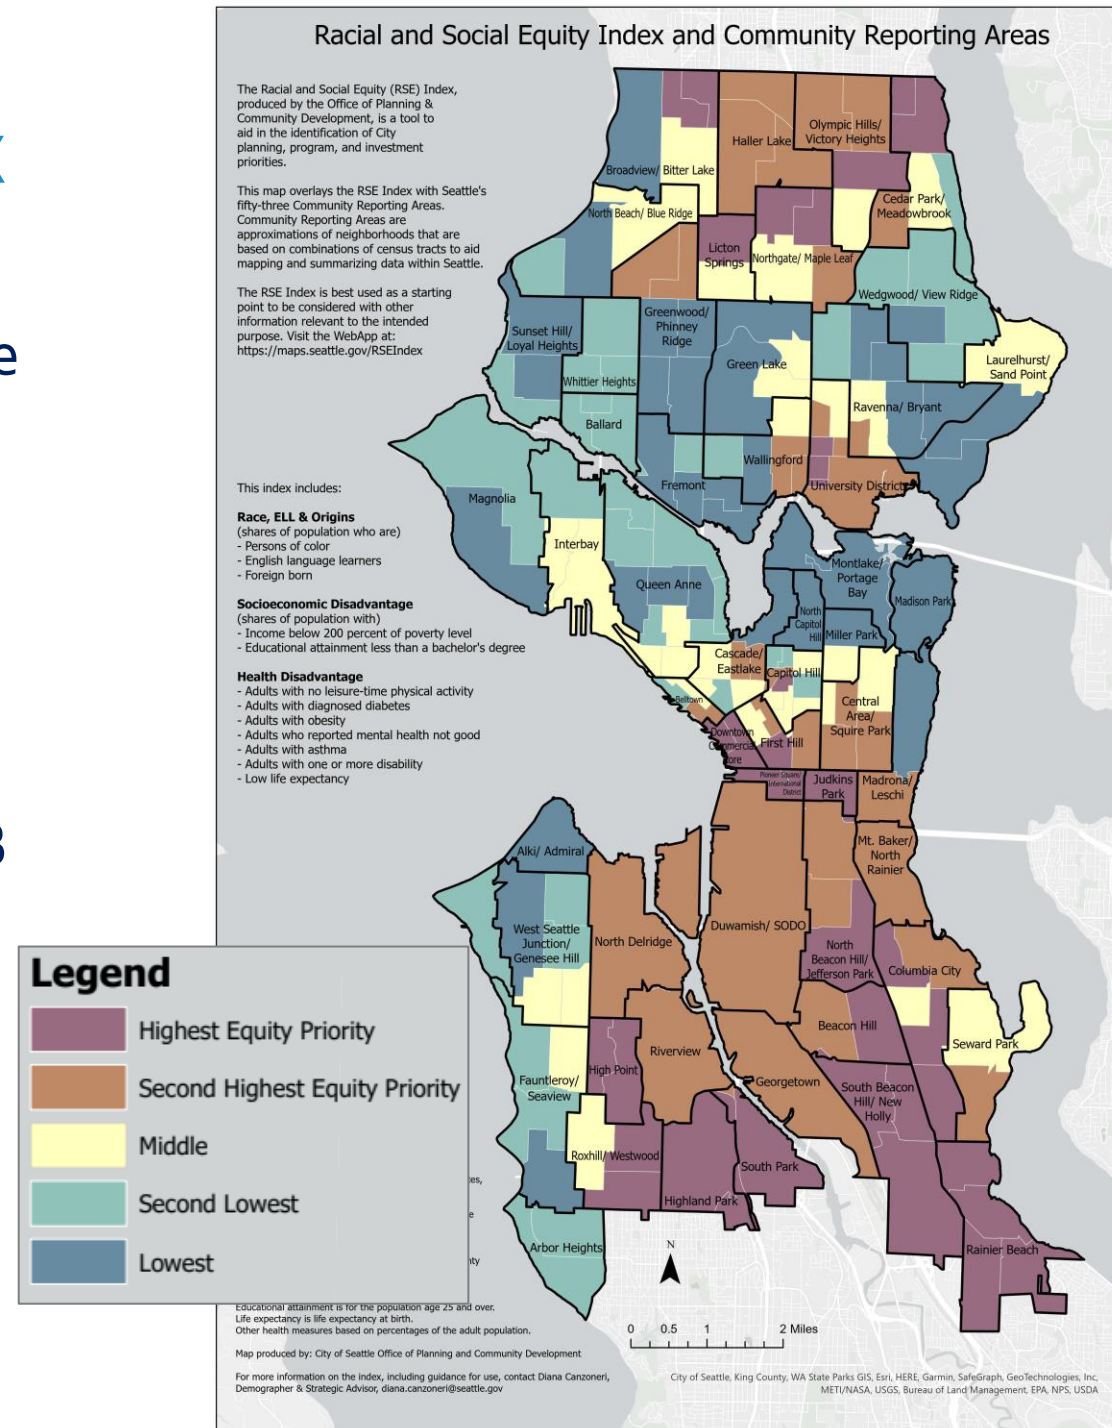 Racial and Social Equity Index and Community Reporting Areas
The Racial and Social Equity (RSE) Index,
produced by the Office of Planning &
Community Development, is a tool to
aid in the identification of City
planning, program, and investment
priorities.
This map overlays the RSE Index with Seattle's
fifty-three Community Reporting Areas.
Community Reporting Areas are
approximations of neighborhoods that are
based on combinations of census tracts to aid
mapping and summarizing data within Seattle.
The RSE Index is best used as a starting
point to be considered with other
information relevant to the intended
purpose. Visit the WebApp at:
https://maps.seattle.gov/RSEIndex
This index includes:
Race, ELL & Origins
(shares of population who are)
- Persons of color
- English language learners
- Foreign born
Socioeconomic Disadvantage
(shares of population with)
- Income below 200 percent of poverty level
- Educational attainment less than a bachelor's degree
Health Disadvantage
- Adults with no leisure-time physical activity
- Adults with diagnosed diabetes
- Adults with obesity
- Adults who reported mental health not good
- Adults with asthma
- Adults with one or more disability
- Low life expectancy
Olympic Hills/
Victory Heights
Haller Lake
Broadview/ Bitter Lake
Cedar Park/
Meadowbrook
North Beach/ Blue Ridge
Licton
Springs
Northgate/ Maple Leaf
Wedgwood/ View Ridge
Greenwood/
Phinney
Ridge
Sunset Hill/
Loyal Heights
Green Lake
Laurelhurst/
Sand Point
Whittier Heights
Ravenna/ Bryant
Ballard
Wallingford
Fremont
University District
Magnolia
Interbay
Queen Anne
Montlake/
Portage
Bay
Madison Park
North
Capitol
Hill
Miller Park
Cascade/
Eastlake
Capitol Hill
Belltown
Central
Area/
Squire Park
Downtown
Commercial
Core
First Hill
Pioneer Square/
International
District
Judkins
Park
Madrona/
Leschi
Mt. Baker/
North
Rainier
Alki/ Admiral
West Seattle
Junction/
Genesee Hill
North Delridge
Duwamish/ SODO
North
Beacon Hill/
Jefferson Park
Columbia City
Beacon Hill
Seward Park
Riverview
High Point
Georgetown
Fauntleroy/
Seaview
South Beacon
Hill/ New
Holly
Roxhill/ Westwood
South Park
Highland Park
Arbor Heights
Rainier Beach
Legend
Highest Equity Priority
Second Highest Equity Priority
Middle
Second Lowest
Lowest
N
0 0.5 1 2 Miles
Educational attainment is for the population age 25 and over.
Life expectancy is life expectancy at birth.
Other health measures based on percentages of the adult population.
Map produced by: City of Seattle Office of Planning and Community Development
For more information on the index, including guidance for use, contact Diana Canzoneri,
Demographer & Strategic Advisor, diana.canzoneri@seattle.gov
City of Seattle, King County, WA State Parks GIS, Esri, HERE, Garmin, SafeGraph, GeoTechnologies, Inc,
METI/NASA, USGS, Bureau of Land Management, EPA, NPS, USDA